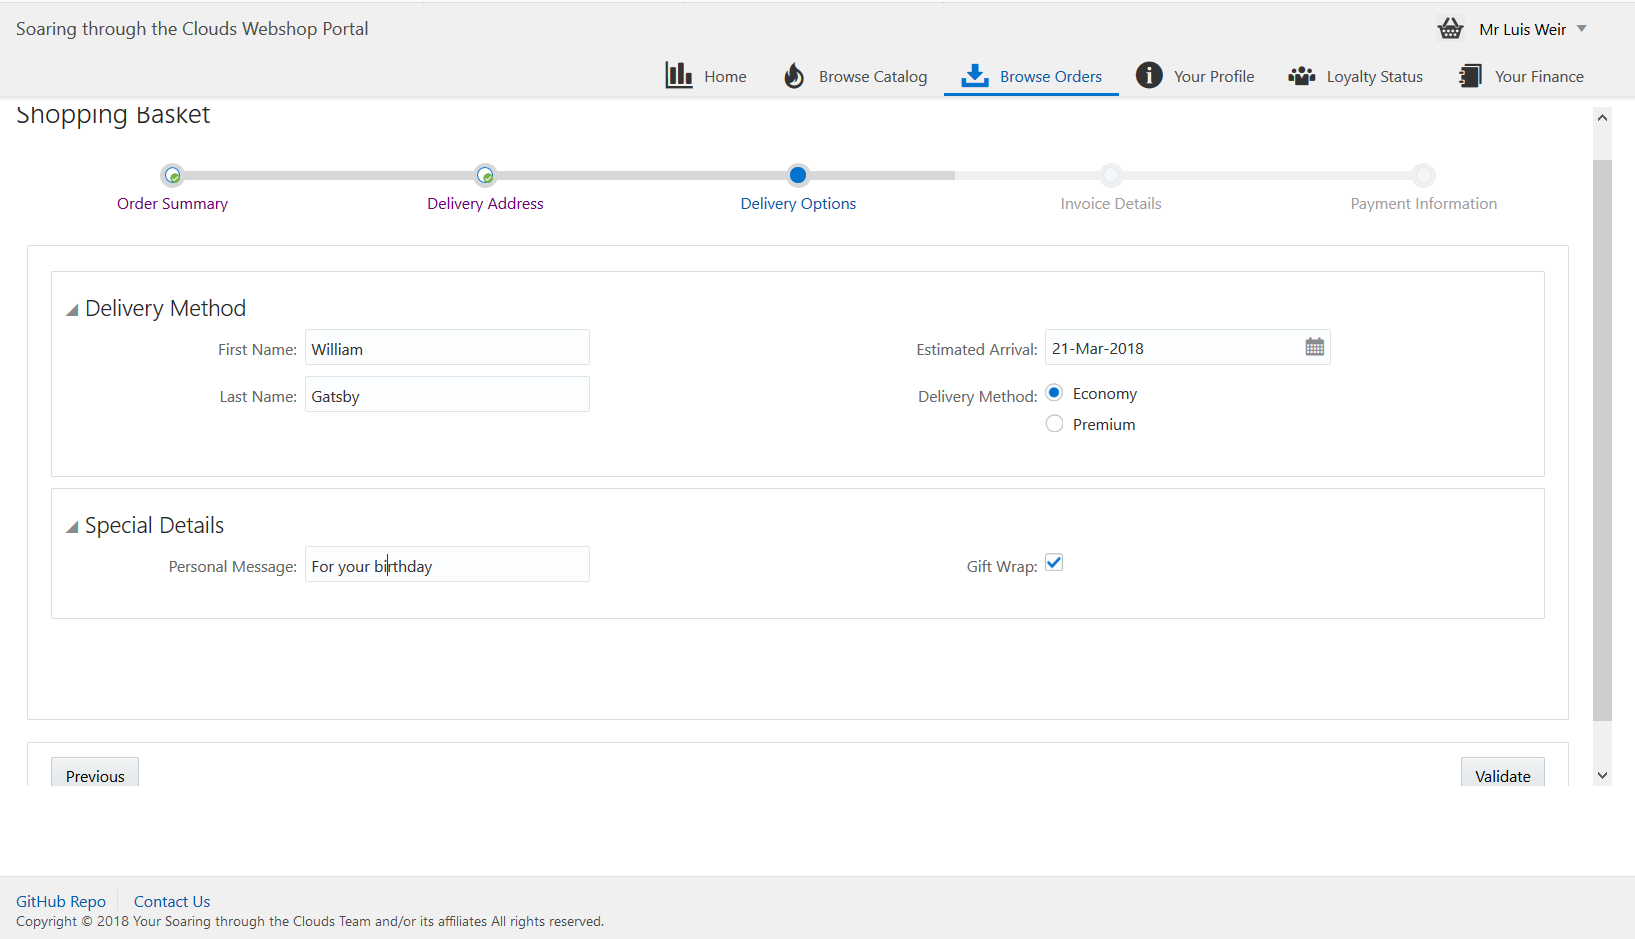 Soaring through the Clouds Webshop Portal
Mr Luis Weir
Home
Browse Catalog
Browse Orders
Your Profile
Loyalty Status
Your Finance
Shopping Basket
Order Summary
Delivery Address
Delivery Options
Invoice Details
Payment Information
Delivery Method
First Name: William
Estimated Arrival: 21-Mar-2018
Last Name: Gatsby
Delivery Method: Economy
Premium
Special Details
Personal Message: For your birthday
Gift Wrap:
Previous
Validate
GitHub Repo
Contact Us
Copyright © 2018 Your Soaring through the Clouds Team and/or its affiliates All rights reserved.